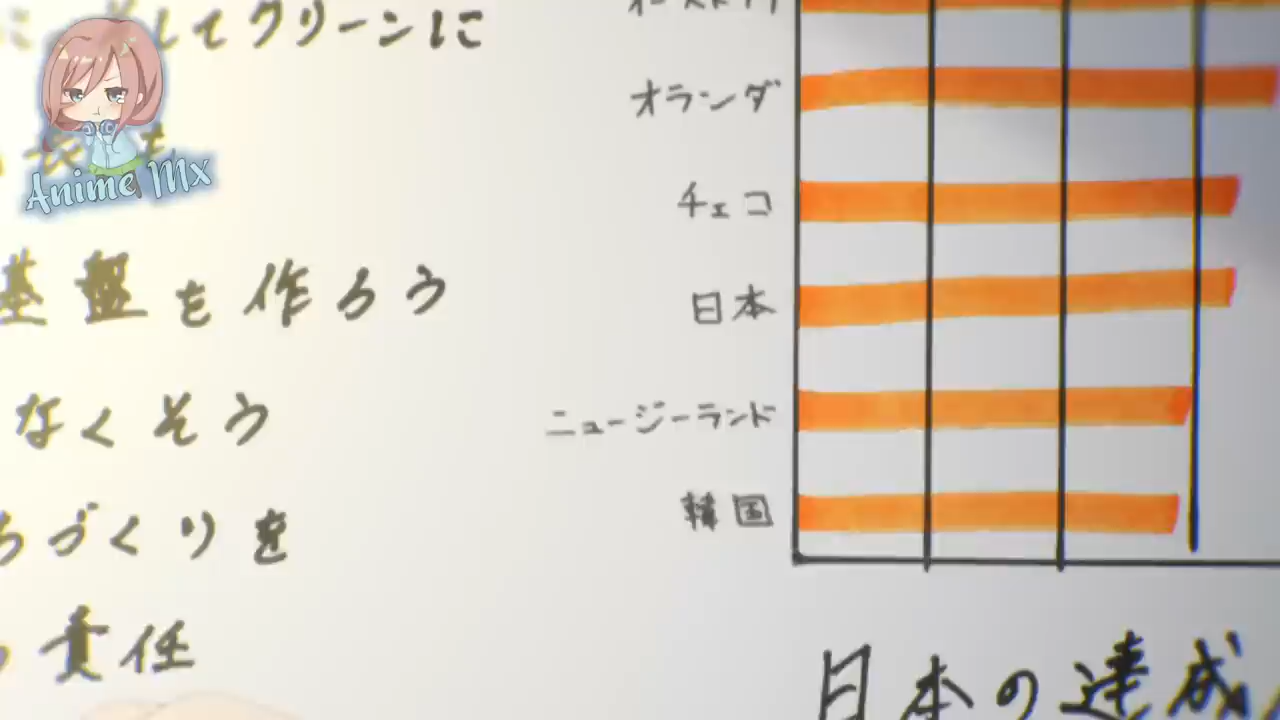 そしてクリーンに
Anime Mx
基盤を作ろう
なくそう
づくりを
責任
オランダ
チェコ
日本
ニュージーランド
韓国
日本の達成